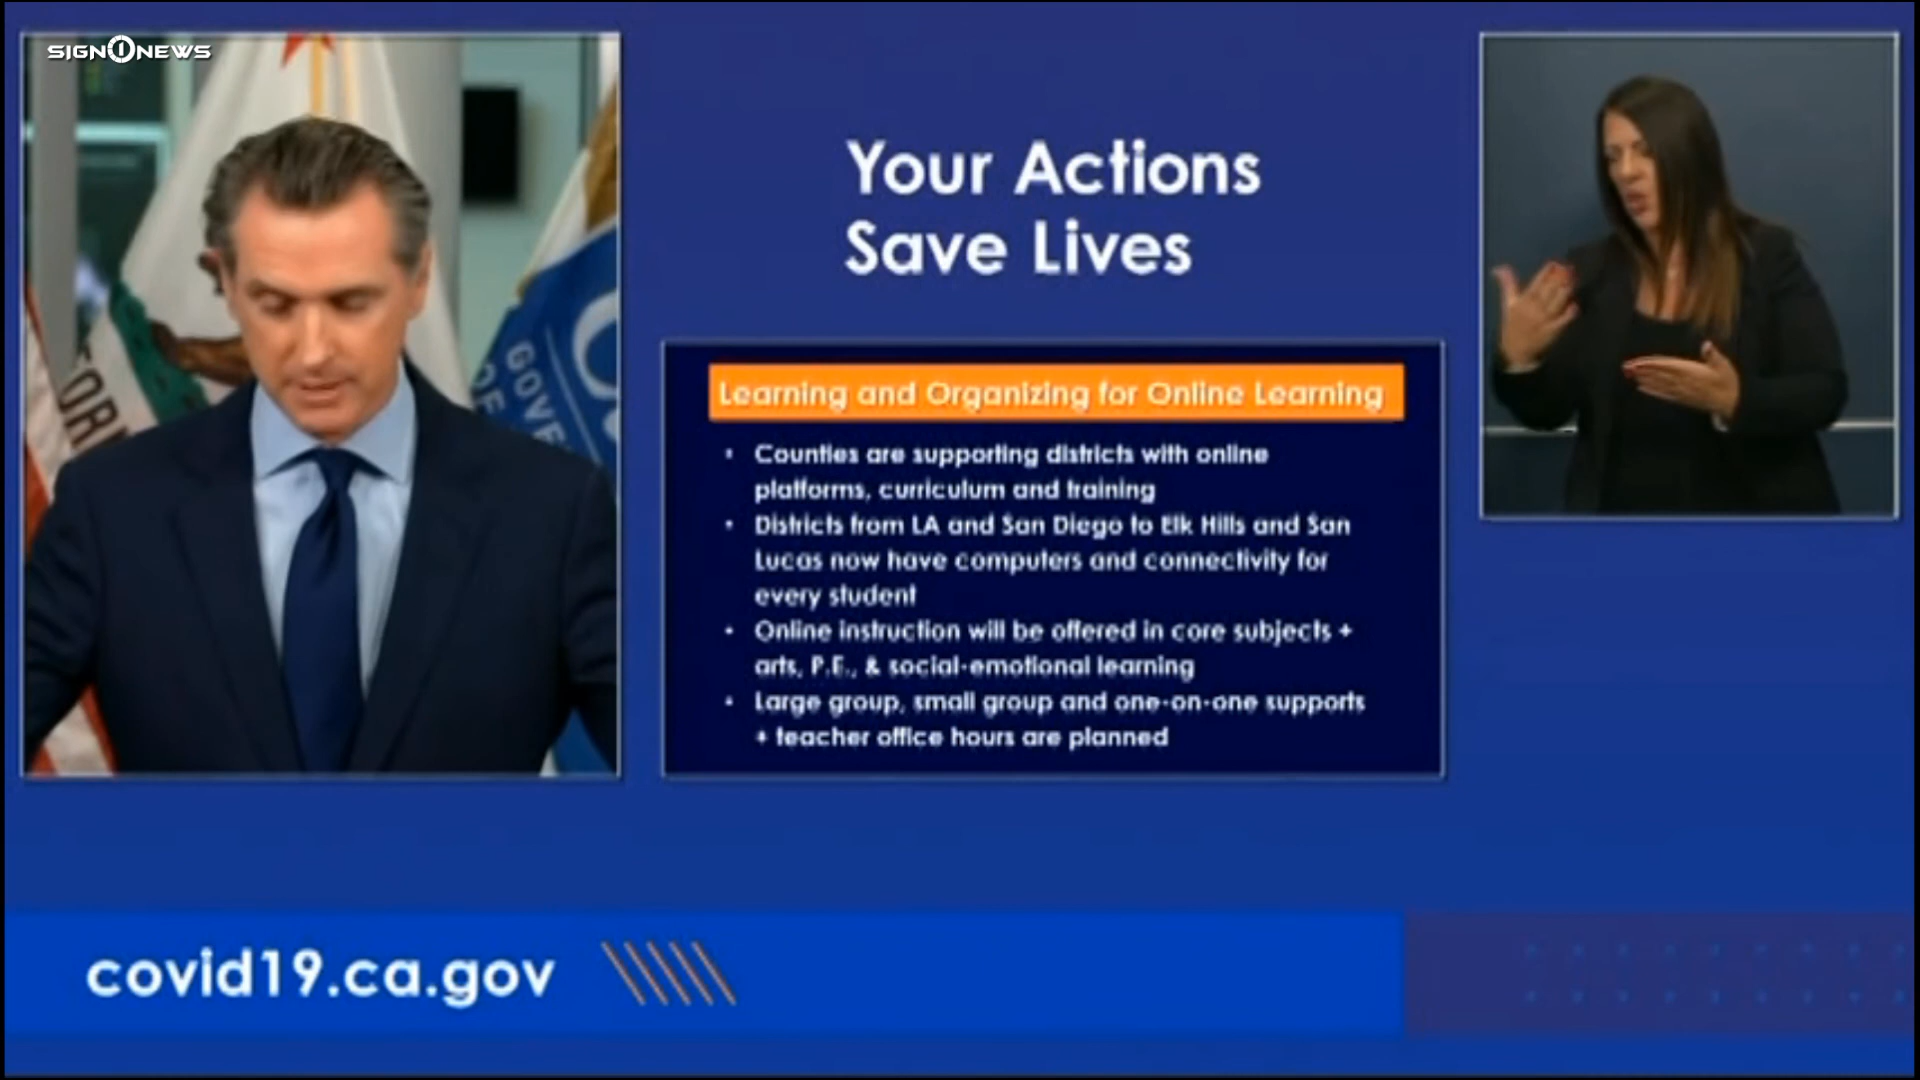 SIGN1NEWS
Your Actions
Save Lives
Learning and Organizing for Online Learning
• Counties are supporting districts with online
platforms, curriculum and training
• Districts from LA and San Diego to Elk Hills and San
Lucas now have computers and connectivity for
every student
• Online instruction will be offered in core subjects +
arts, P.E., & social-emotional learning
• Large group, small group and one-on-one supports
+ teacher office hours are planned
covid19.ca.gov